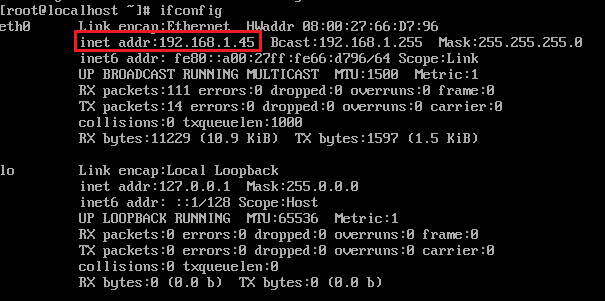 [root@localhost ~]# ifconfig
eth0 Link encap:Ethernet HWaddr 08:00:27:66:D7:96
inet addr:192.168.1.45 Bcast:192.168.1.255 Mask:255.255.255.0
inet6 addr: fe80::a00:27ff:fe66:d796/64 Scope:Link
UP BROADCAST RUNNING MULTICAST MTU:1500 Metric:1
RX packets:111 errors:0 dropped:0 overruns:0 frame:0
TX packets:14 errors:0 dropped:0 overruns:0 carrier:0
collisions:0 txqueuelen:1000
RX bytes:11229 (10.9 KiB) TX bytes:1597 (1.5 KiB)
lo Link encap:Local Loopback
inet addr:127.0.0.1 Mask:255.0.0.0
inet6 addr: ::1/128 Scope:Host
UP LOOPBACK RUNNING MTU:65536 Metric:1
RX packets:0 errors:0 dropped:0 overruns:0 frame:0
TX packets:0 errors:0 dropped:0 overruns:0 carrier:0
collisions:0 txqueuelen:0
RX bytes:0 (0.0 b) TX bytes:0 (0.0 b)